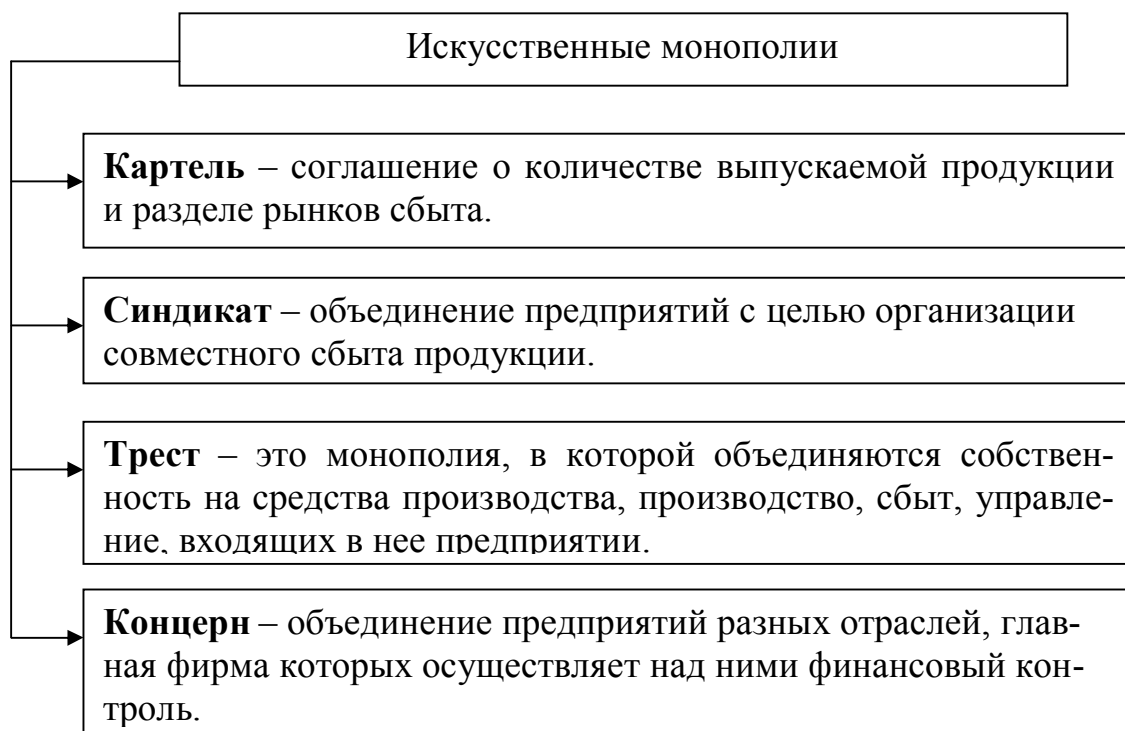 Искусственные монополии
Картель – соглашение о количестве выпускаемой продукции
и разделе рынков сбыта.
Синдикат – объединение предприятий с целью организации
совместного сбыта продукции.
Трест – это монополия, в которой объединяются собствен-
ность на средства производства, производство, сбыт, управле-
ние, входящих в нее предприятии.
Концерн – объединение предприятий разных отраслей, глав-
ная фирма которых осуществляет над ними финансовый кон-
троль.